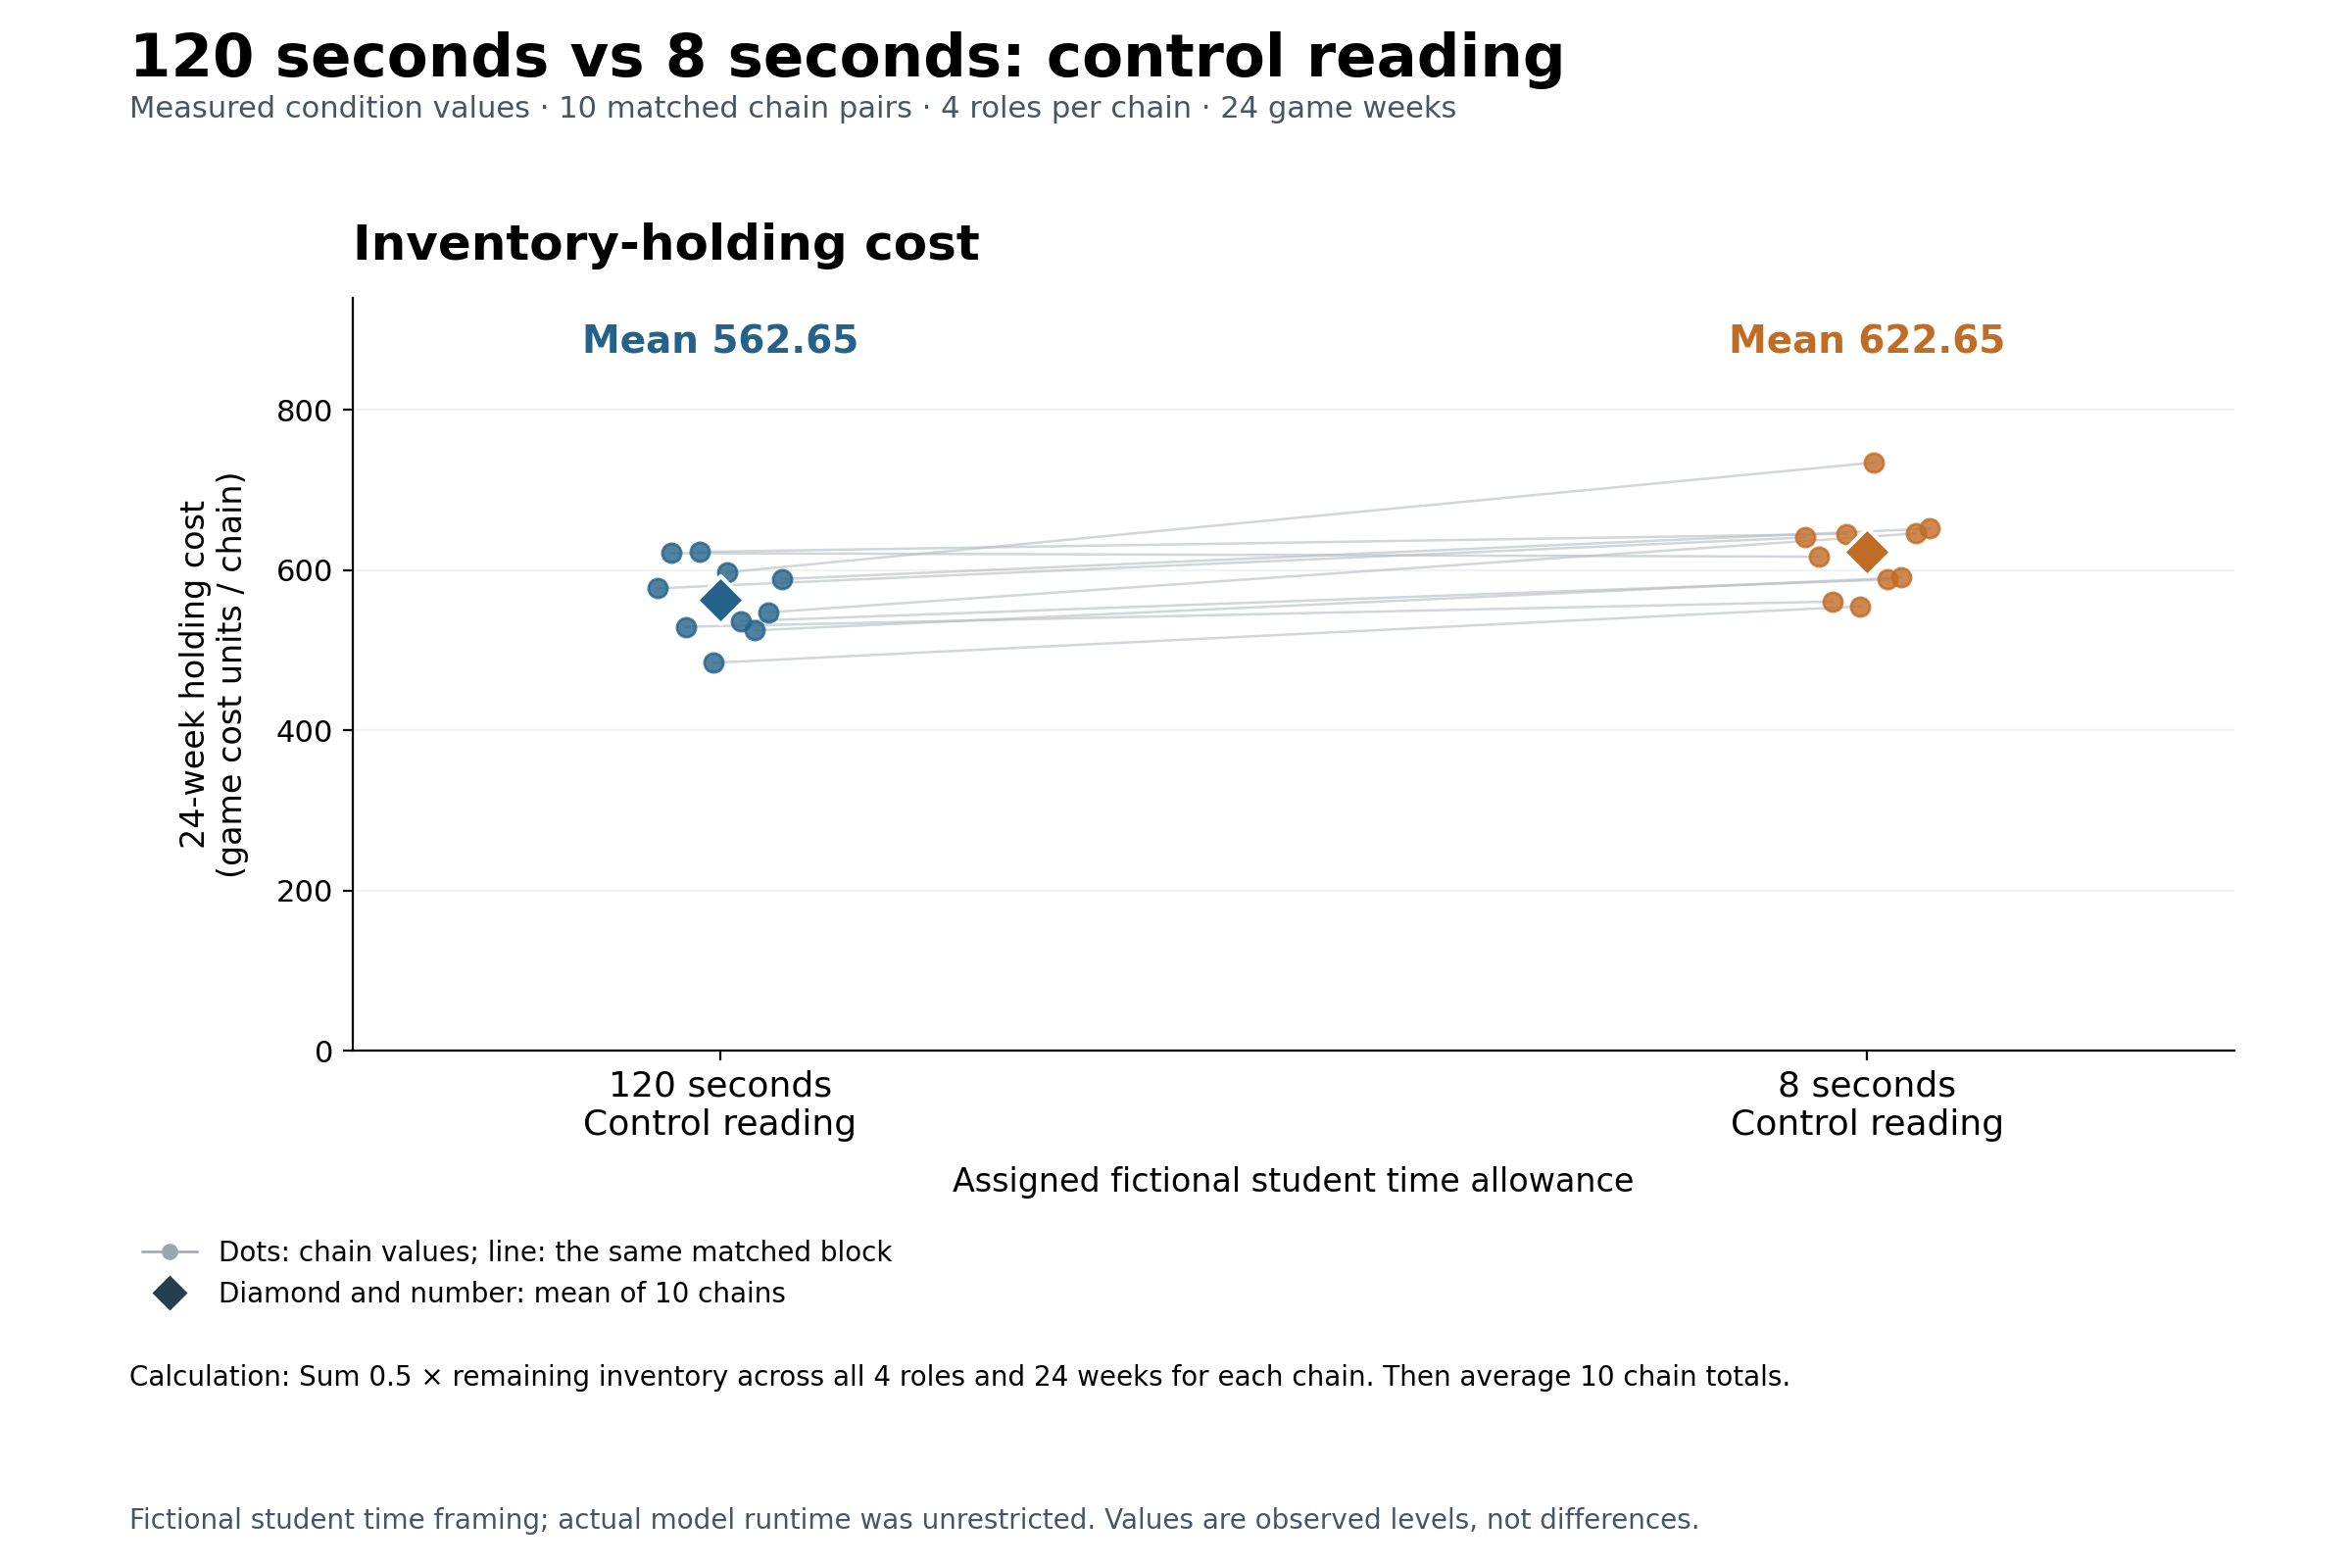 120 seconds vs 8 seconds: control reading
Measured condition values · 10 matched chain pairs · 4 roles per chain · 24 game weeks
Inventory-holding cost
Mean 562.65
Mean 622.65
800
600
400
200
0
24-week holding cost
(game cost units / chain)
120 seconds
Control reading
8 seconds
Control reading
Assigned fictional student time allowance
Dots: chain values; line: the same matched block
Diamond and number: mean of 10 chains
Calculation: Sum 0.5 × remaining inventory across all 4 roles and 24 weeks for each chain. Then average 10 chain totals.
Fictional student time framing; actual model runtime was unrestricted. Values are observed levels, not differences.